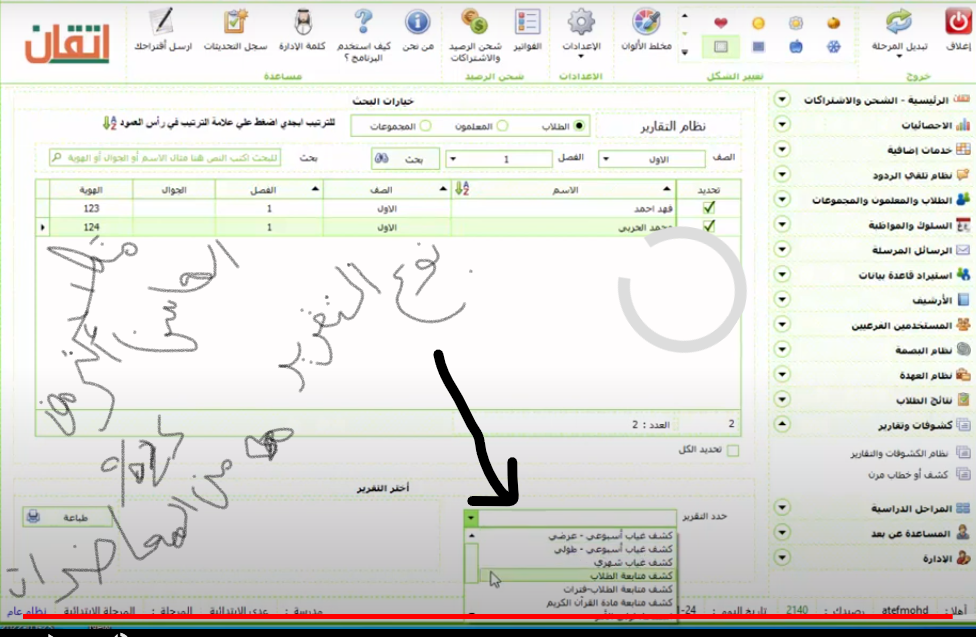 إغلاق
تبديل المرحلة
خروج
تغيير الشكل
مخطط الألوان
الإعدادات
الاعدادات
الفواتير
شحن الرصيد والاشتراكات
شحن الرصيد
من نحن
كيف استخدم البرنامج ؟
كلمة الإدارة
سجل التحديثات
ارسل أقتراحك
مساعدة
اتقان
الرئيسية - الشحن والاشتراكات
الاحصائيات
خدمات إضافية
نظام تلقي الردود
الطلاب والمعلمون والمجموعات
السلوك والمواظبة
الرسائل المرسلة
استيراد قاعدة بيانات
الأرشيف
المستخدمين الفرعيين
نظام البصمة
نظام العهدة
نتائج الطلاب
كشوفات وتقارير
نظام الكشوفات والتقارير
كشف أو خطاب مرن
المراحل الدراسية
المساعدة عن بعد
الادارة
خيارات البحث
نظام التقارير
الطلاب
المعلمون
المجموعات
للترتيب ابجدي اضغط علي علامة الترتيب في رأس العمود
الصف
الاول
الفصل
1
بحث
بحث
للبحث اكتب النص هنا مثال الاسم أو الجوال أو الهوية
تحديد الاسم الصف الفصل الجوال الهوية
فهد احمد الاول 1 123
محمد الحربي الاول 1 124
نوع التقرير
2 العدد : 2
تحديد الكل
أختر التقرير
حدد التقرير
طباعة
كشف غياب أسبوعي - عرضي
كشف غياب أسبوعي - طولي
كشف غياب شهري
كشف متابعة الطلاب
كشف متابعة الطلاب-فترات
كشف متابعة مادة القرآن الكريم
أهلا : atefmohd
رصيدك : 2140
تاريخ اليوم : 24-1
مدرسة : عدي الابتدائية
المرحلة : المرحلة الابتدائية
نظام عام